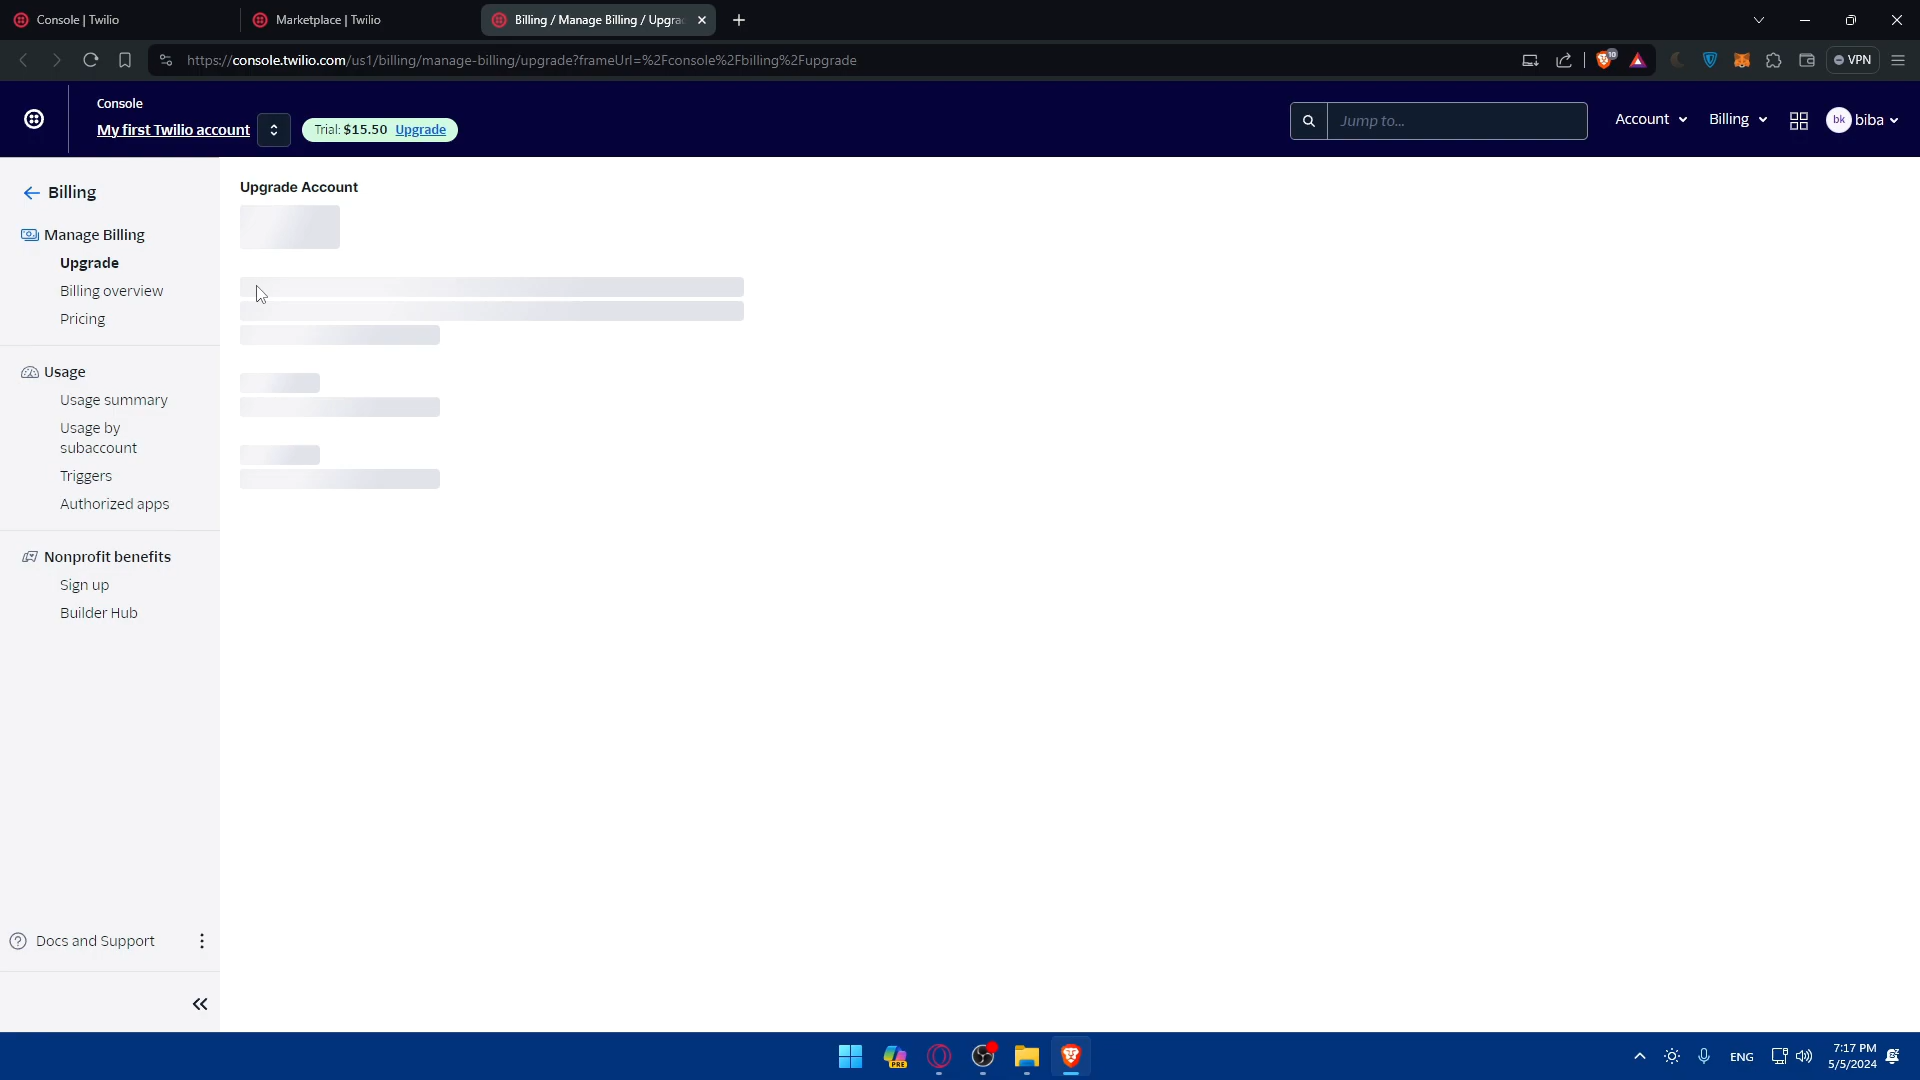 Console | Twilio
Marketplace | Twilio
Billing / Manage Billing / Upgra
https://console.twilio.com/us1/billing/manage-billing/upgrade?frameUrl=%2Fconsole%2Fbilling%2Fupgrade
10
VPN
Console
My first Twilio account
Trial: $15.50 Upgrade
Jump to...
Account
Billing
bk
biba
Billing
Manage Billing
Upgrade
Billing overview
Pricing
Usage
Usage summary
Usage by
subaccount
Triggers
Authorized apps
Nonprofit benefits
Sign up
Builder Hub
Docs and Support
Upgrade Account
PRE
ENG
7:17 PM
5/5/2024